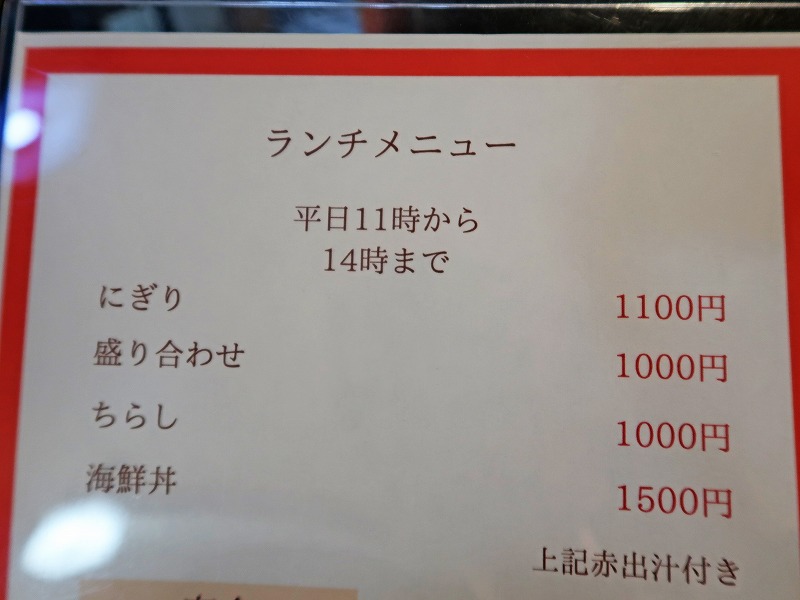 ランチメニュー
平日11時から
14時まで
にぎり 1100円
盛り合わせ 1000円
ちらし 1000円
海鮮丼 1500円
上記赤出汁付き